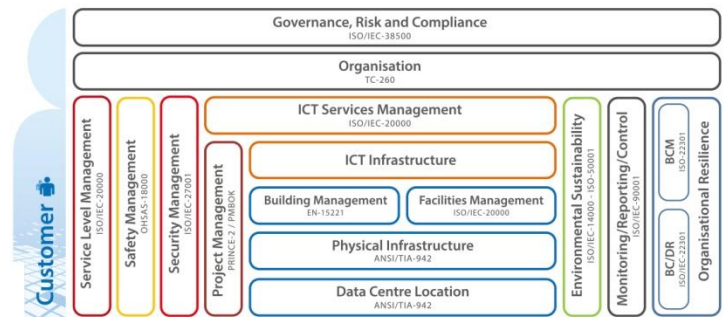 Governance, Risk and Compliance
ISO/IEC-38500
Organisation
TC-260
Customer
Service Level Management
ISO/IEC-20000
Safety Management
OHSAS-18000
Security Management
ISO/IEC-27001
ICT Services Management
ISO/IEC-20000
Project Management
PRINCE-2 / PMBOK
ICT Infrastructure
Building Management
EN-15221
Facilities Management
ISO/IEC-20000
Physical Infrastructure
ANSI/TIA-942
Data Centre Location
ANSI/TIA-942
Environmental Sustainability
ISO/IEC-14000 - ISO-50001
Monitoring/Reporting/Control
ISO/IEC-90001
BCM
ISO-22301
BC/DR
ISO/IEC-22301
Organisational Resilience